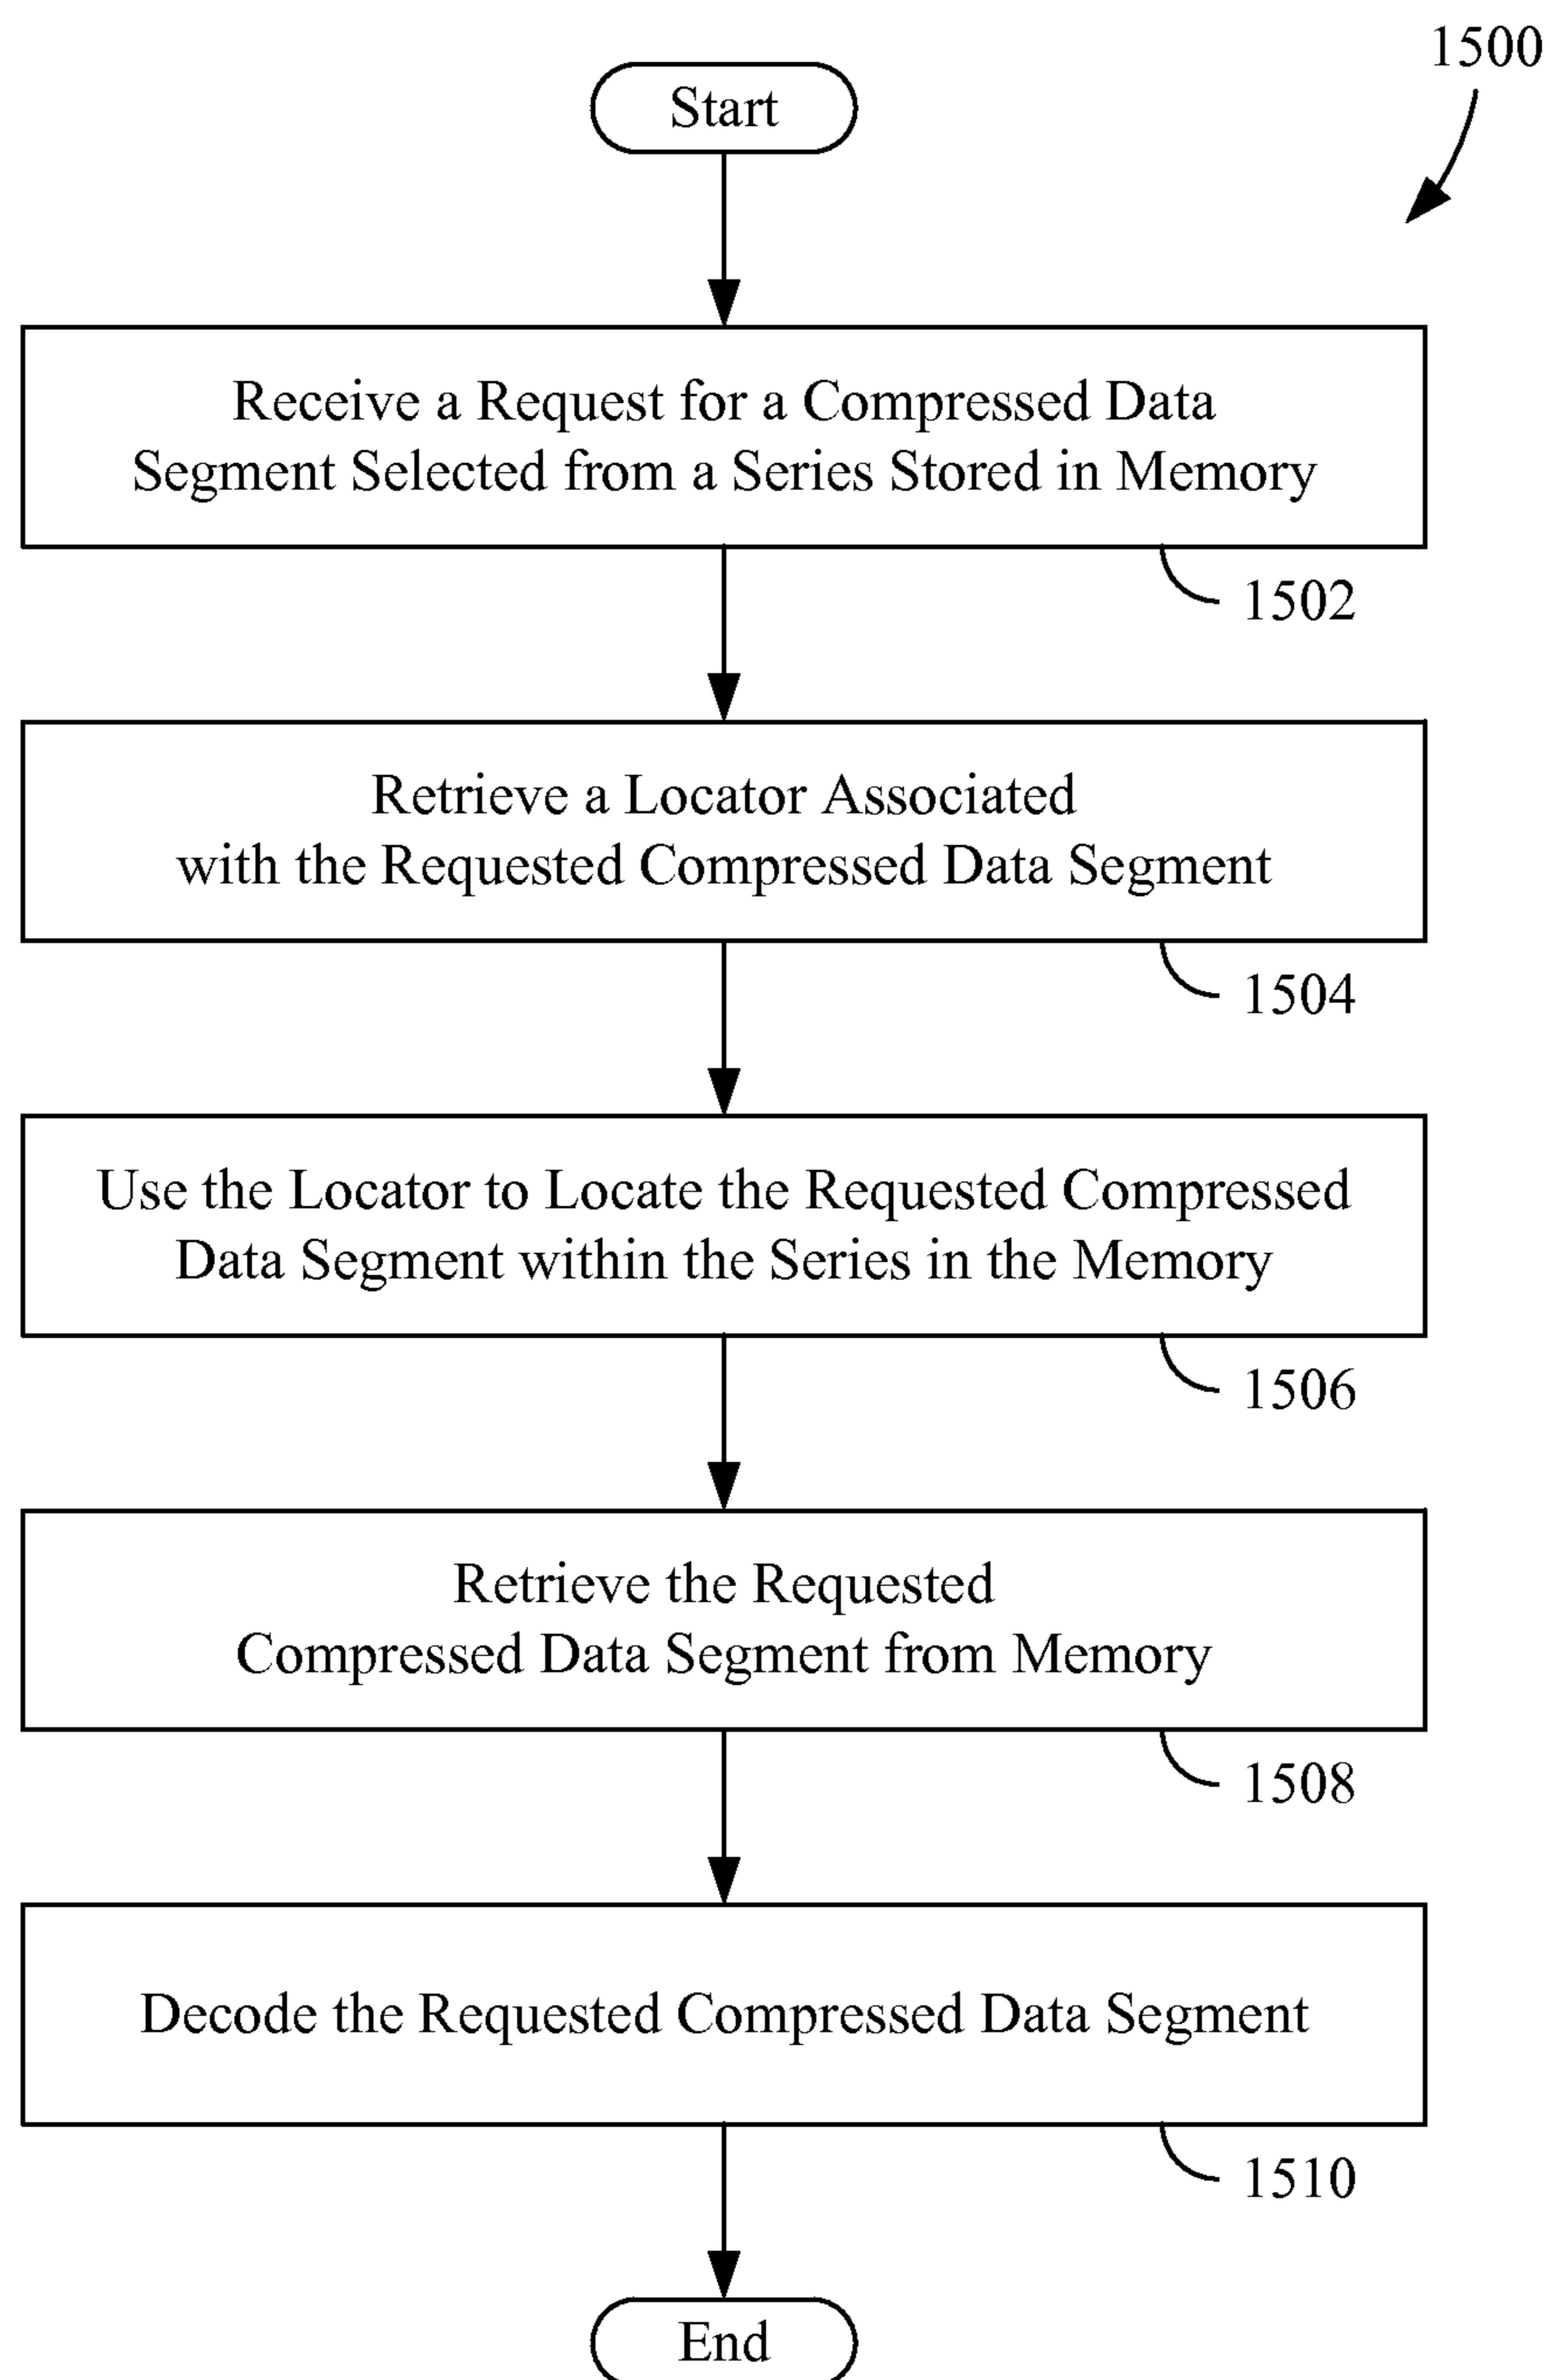 1500
Start
Receive a Request for a Compressed Data
Segment Selected from a Series Stored in Memory
1502
Retrieve a Locator Associated
with the Requested Compressed Data Segment
1504
Use the Locator to Locate the Requested Compressed
Data Segment within the Series in the Memory
1506
Retrieve the Requested
Compressed Data Segment from Memory
1508
Decode the Requested Compressed Data Segment
1510
End